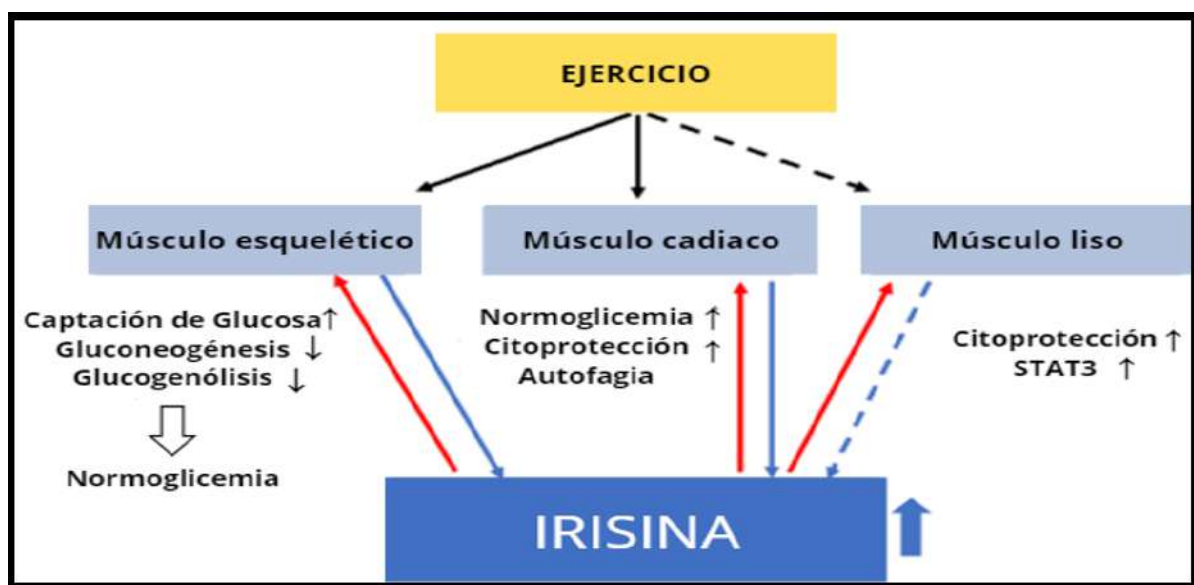 EJERCICIO
Músculo esquelético
Músculo cadiaco
Músculo liso
Captación de Glucosa↑
Gluconeogénesis ↓
Glucogenólisis ↓
Normoglicemia
Normoglicemia ↑
Citoprotección ↑
Autofagia
Citoprotección ↑
STAT3 ↑
IRISINA